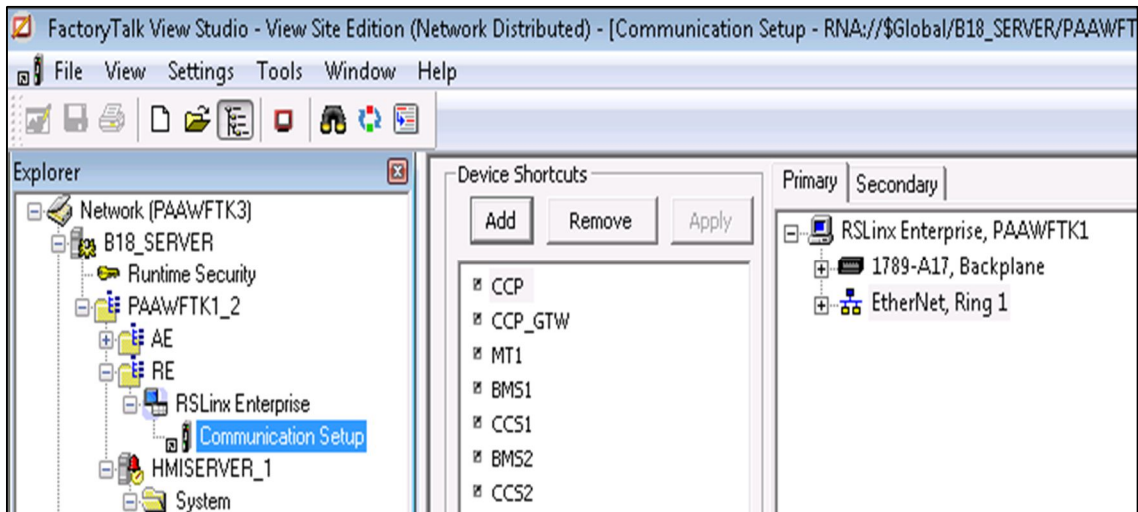 FactoryTalk View Studio - View Site Edition (Network Distributed) - [Communication Setup - RNA://$Global/B18_SERVER/PAAWFT
File View Settings Tools Window Help
Explorer
Network (PAAWFTK3)
B18_SERVER
Runtime Security
PAAWFTK1_2
AE
RE
RSLinx Enterprise
Communication Setup
HMISERVER_1
System
Device Shortcuts
Add Remove Apply
CCP
CCP_GTW
MT1
BMS1
CCS1
BMS2
CCS2
Primary Secondary
RSLinx Enterprise, PAAWFTK1
1789-A17, Backplane
EtherNet, Ring 1